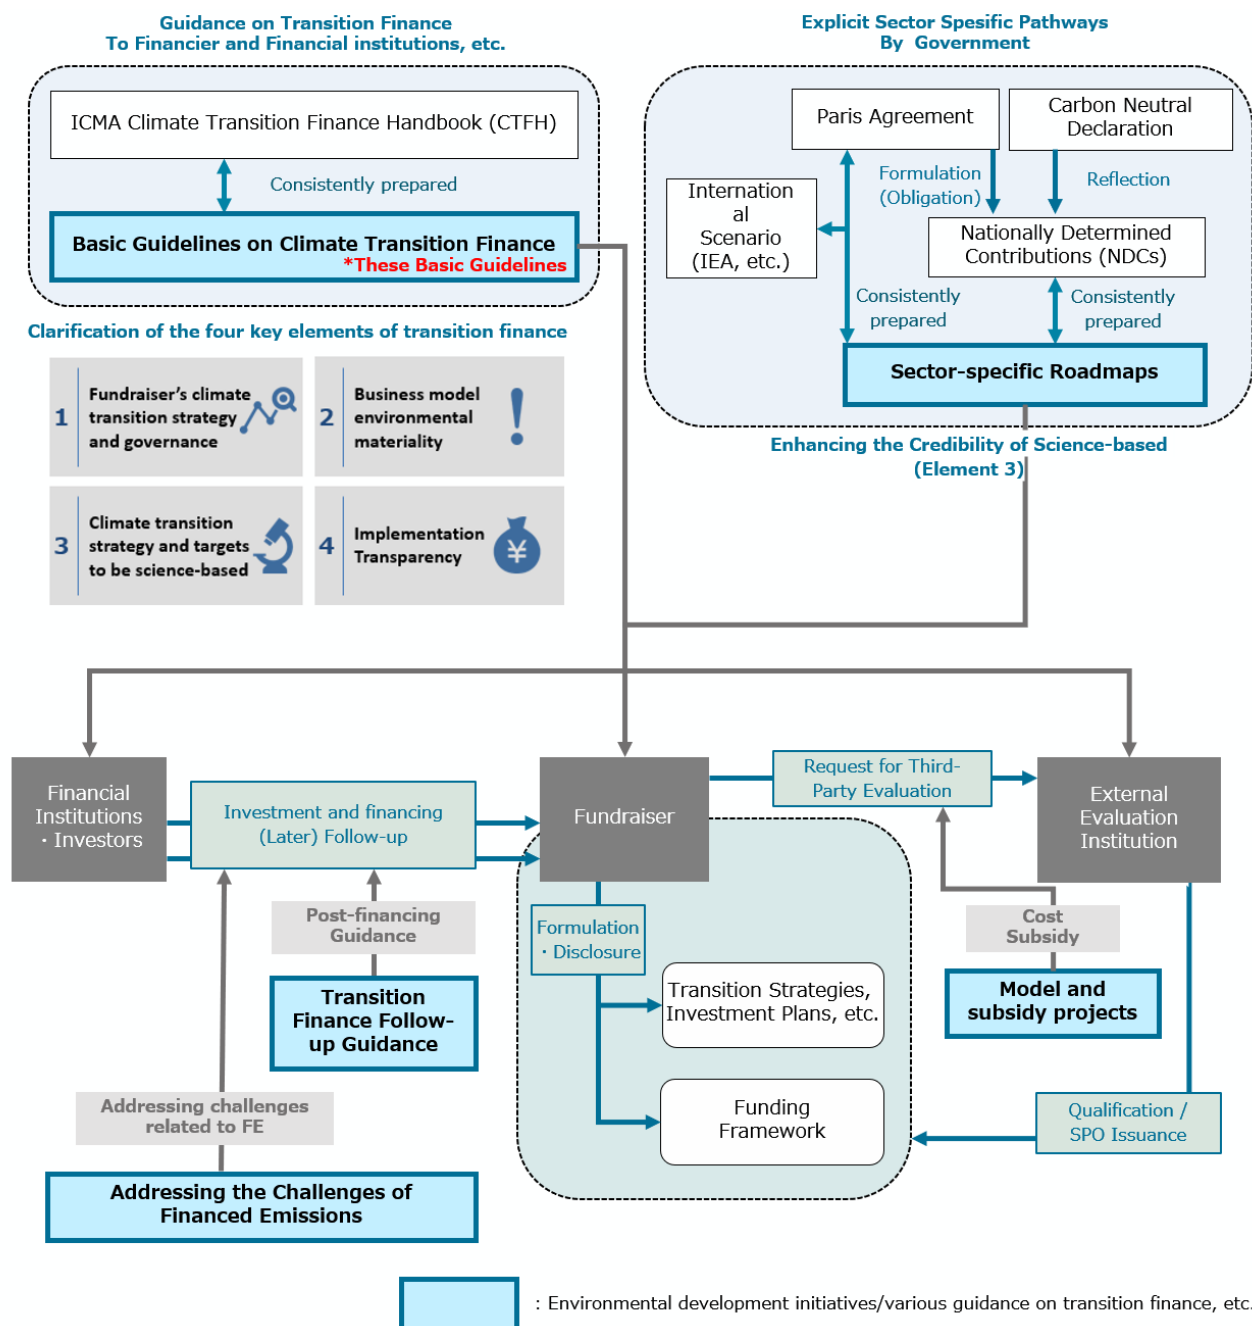 Guidance on Transition Finance
To Financier and Financial institutions, etc.
ICMA Climate Transition Finance Handbook (CTFH)
Consistently prepared
Basic Guidelines on Climate Transition Finance
*These Basic Guidelines
Explicit Sector Spesific Pathways
By Government
Paris Agreement
Carbon Neutral
Declaration
Formulation
(Obligation)
Reflection
Internation
al
Scenario
(IEA, etc.)
Nationally Determined
Contributions (NDCs)
Consistently
prepared
Consistently
prepared
Sector-specific Roadmaps
Enhancing the Credibility of Science-based
(Element 3)
Clarification of the four key elements of transition finance
1
Fundraiser's climate
transition strategy
and governance
2
Business model
environmental
materiality
3
Climate transition
strategy and targets
to be science-based
4
Implementation
Transparency
¥
Financial
Institutions
・Investors
Investment and financing
(Later) Follow-up
Fundraiser
Request for Third-
Party Evaluation
External
Evaluation
Institution
Post-financing
Guidance
Transition
Finance Follow-
up Guidance
Formulation
・Disclosure
Transition Strategies,
Investment Plans, etc.
Funding
Framework
Cost
Subsidy
Model and
subsidy projects
Qualification /
SPO Issuance
Addressing challenges
related to FE
Addressing the Challenges of
Financed Emissions
: Environmental development initiatives/various guidance on transition finance, etc.